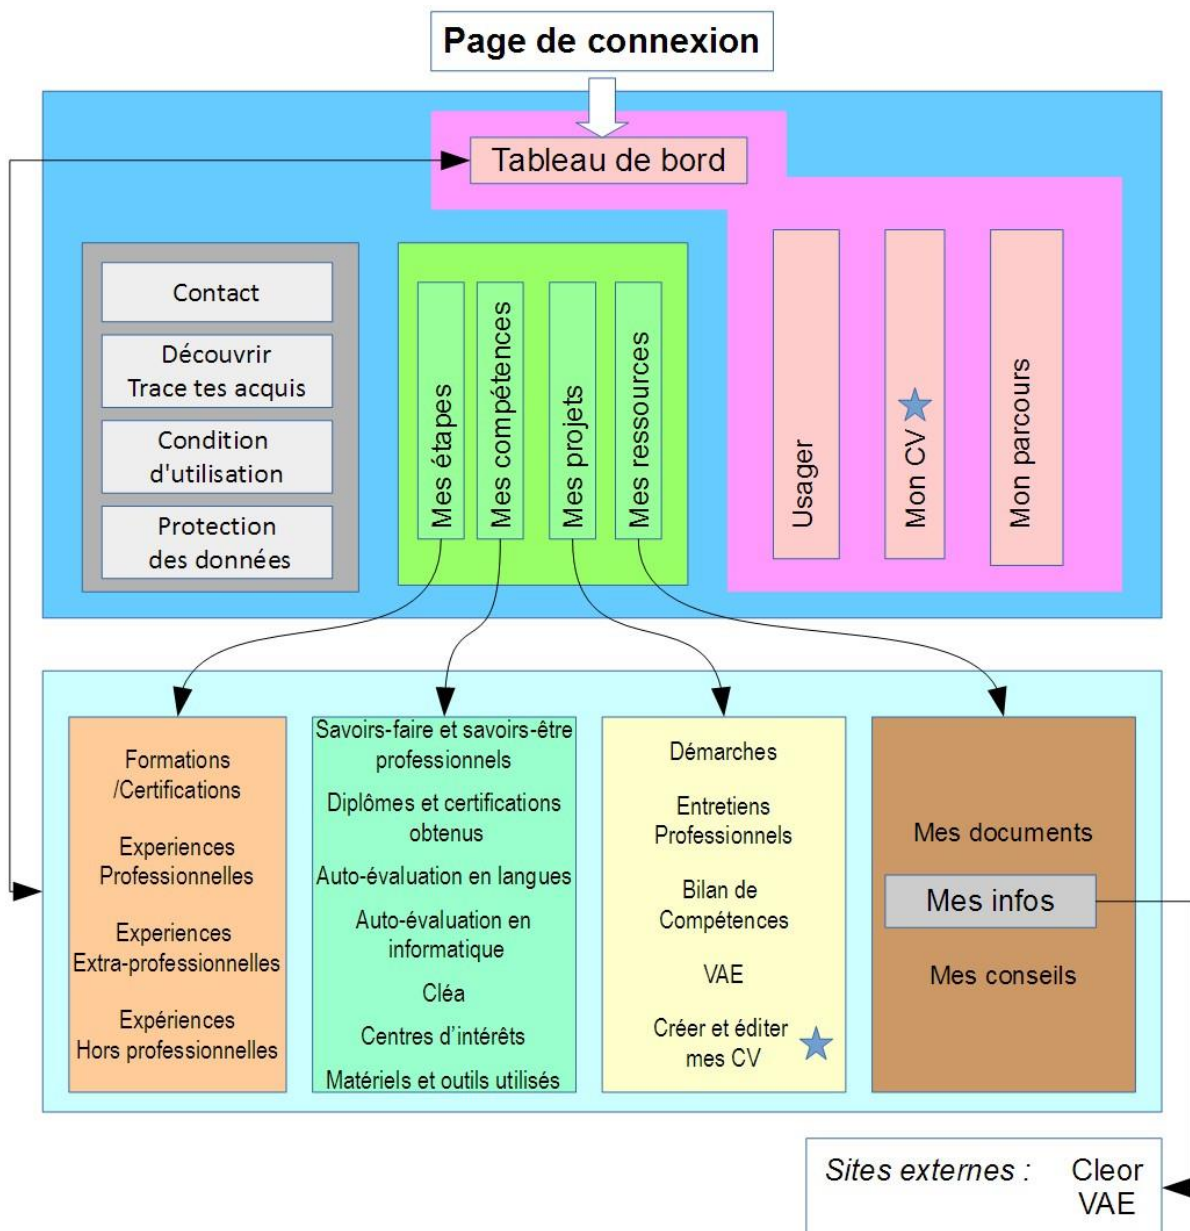 Page de connexion
Tableau de bord
Contact
Découvrir
Trace tes acquis
Condition
d'utilisation
Protection
des données
Mes étapes
Mes compétences
Mes projets
Mes ressources
Usager
Mon CV
Mon parcours
Formations
/Certifications
Experiences
Professionnelles
Experiences
Extra-professionnelles
Expériences
Hors professionnelles
Savoirs-faire et savoirs-être
professionnels
Diplômes et certifications
obtenus
Auto-évaluation en langues
Auto-évaluation en
informatique
Cléa
Centres d'intérêts
Matériels et outils utilisés
Démarches
Entretiens
Professionnels
Bilan de
Compétences
VAE
Créer et éditer
mes CV
Mes documents
Mes infos
Mes conseils
Sites externes : Cleor
VAE